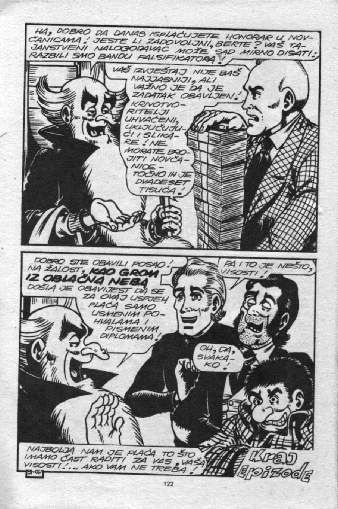 HA, DOBRO DA DANAS ISPLAĆUJETE HONORAR U NOV-
ČANICAMA! JESTE LI ZADOVOLJNI, BERTE? VAŠ TA-
JANSTVENI NALOGODAVAC MOŽE SAD MIRNO DISATI:
RAZBILI SMO BANDU FALSIFIKATORA!
VAŠ IZVJEŠTAJ NIJE BAŠ
NAJJASNIJI, ALI
VAŽNO JE DA JE
ZADATAK OBAVLJEN!
KRIVOTVO-
RITELJI
UHVAĆENI,
UKLJUČUJU-
ĆI I SLIKA-
RE! NE
MORATE BRO-
JITI NOVČA-
NICE-
TOČNO IH JE
DVADESET
TISUĆA!
DOBRO STE OBAVILI POSAO!
NA ŽALOST, KAO GROM
IZ OBLAČNA NEBA
DOŠLA JE OBAVIJEST DA SE
ZA OVAJ USPJEH
PLAĆA SAMO
USMENIM PO-
HVALAMA I
PISMENIM
DIPLOMAMA!
PA I TO JE NEŠTO,
VISOSTI!
OH, DA,
SVAKA-
KO!
NAJBOLJA NAM JE PLAĆA TO ŠTO
IMAMO ČAST RADITI ZA VAS, VAŠA
VISOSTI!... AKO VAM NE TREBA!
Kraj
epizode
122